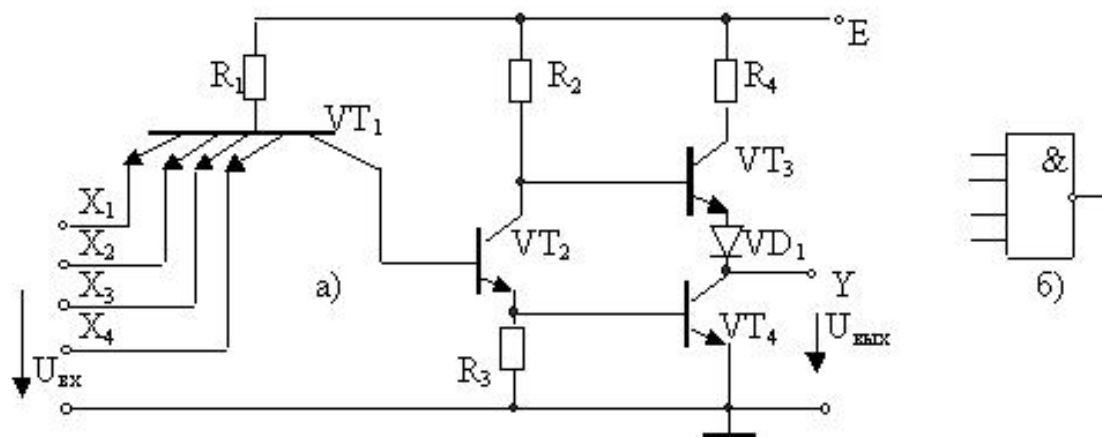 E
R₁
R₂
R₄
VT₁
VT₃
&
X₁
X₂
VT₂
VD₁
X₃
а)
Y
б)
X₄
VT₄
Uвых
Uвх
R₃